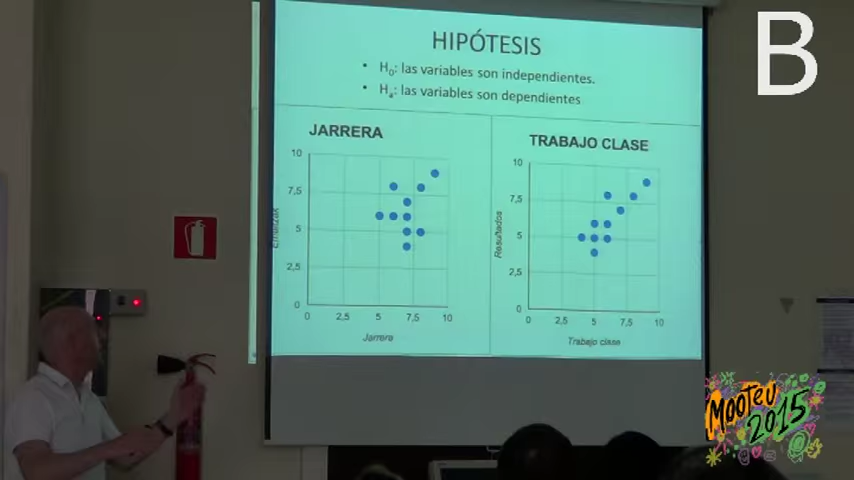 B
HIPÓTESIS
• H0: las variables son independientes.
• Ha: las variables son dependientes
JARRERA
10
7,5
5
2,5
0
0 2,5 5 7,5 10
Jarrera
TRABAJO CLASE
Resultados
10
7,5
5
2,5
0
0 2,5 5 7,5 10
Trabajo clase
MOOTEU
2015